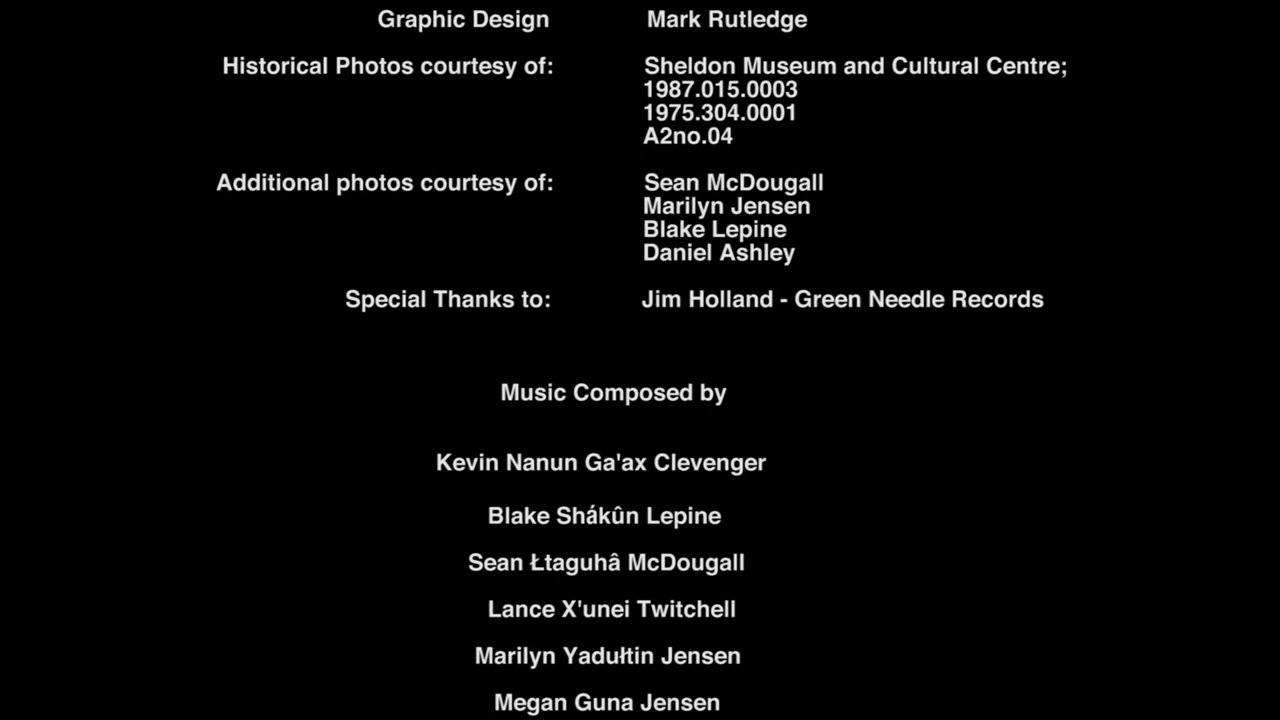 Graphic Design Mark Rutledge
Historical Photos courtesy of: Sheldon Museum and Cultural Centre;
1987.015.0003
1975.304.0001
A2no.04
Additional photos courtesy of: Sean McDougall
Marilyn Jensen
Blake Lepine
Daniel Ashley
Special Thanks to: Jim Holland - Green Needle Records
Music Composed by
Kevin Nanun Ga'ax Clevenger
Blake Shákûn Lepine
Sean Łtaguhâ McDougall
Lance X'unei Twitchell
Marilyn Yadułtin Jensen
Megan Guna Jensen